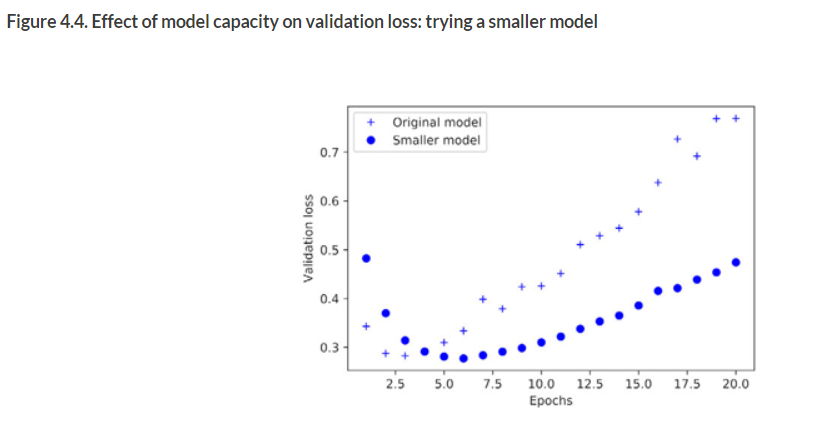 Figure 4.4. Effect of model capacity on validation loss: trying a smaller model
Original model
Smaller model
0.7
0.6
0.5
0.4
0.3
Validation loss
2.5 5.0 7.5 10.0 12.5 15.0 17.5 20.0
Epochs